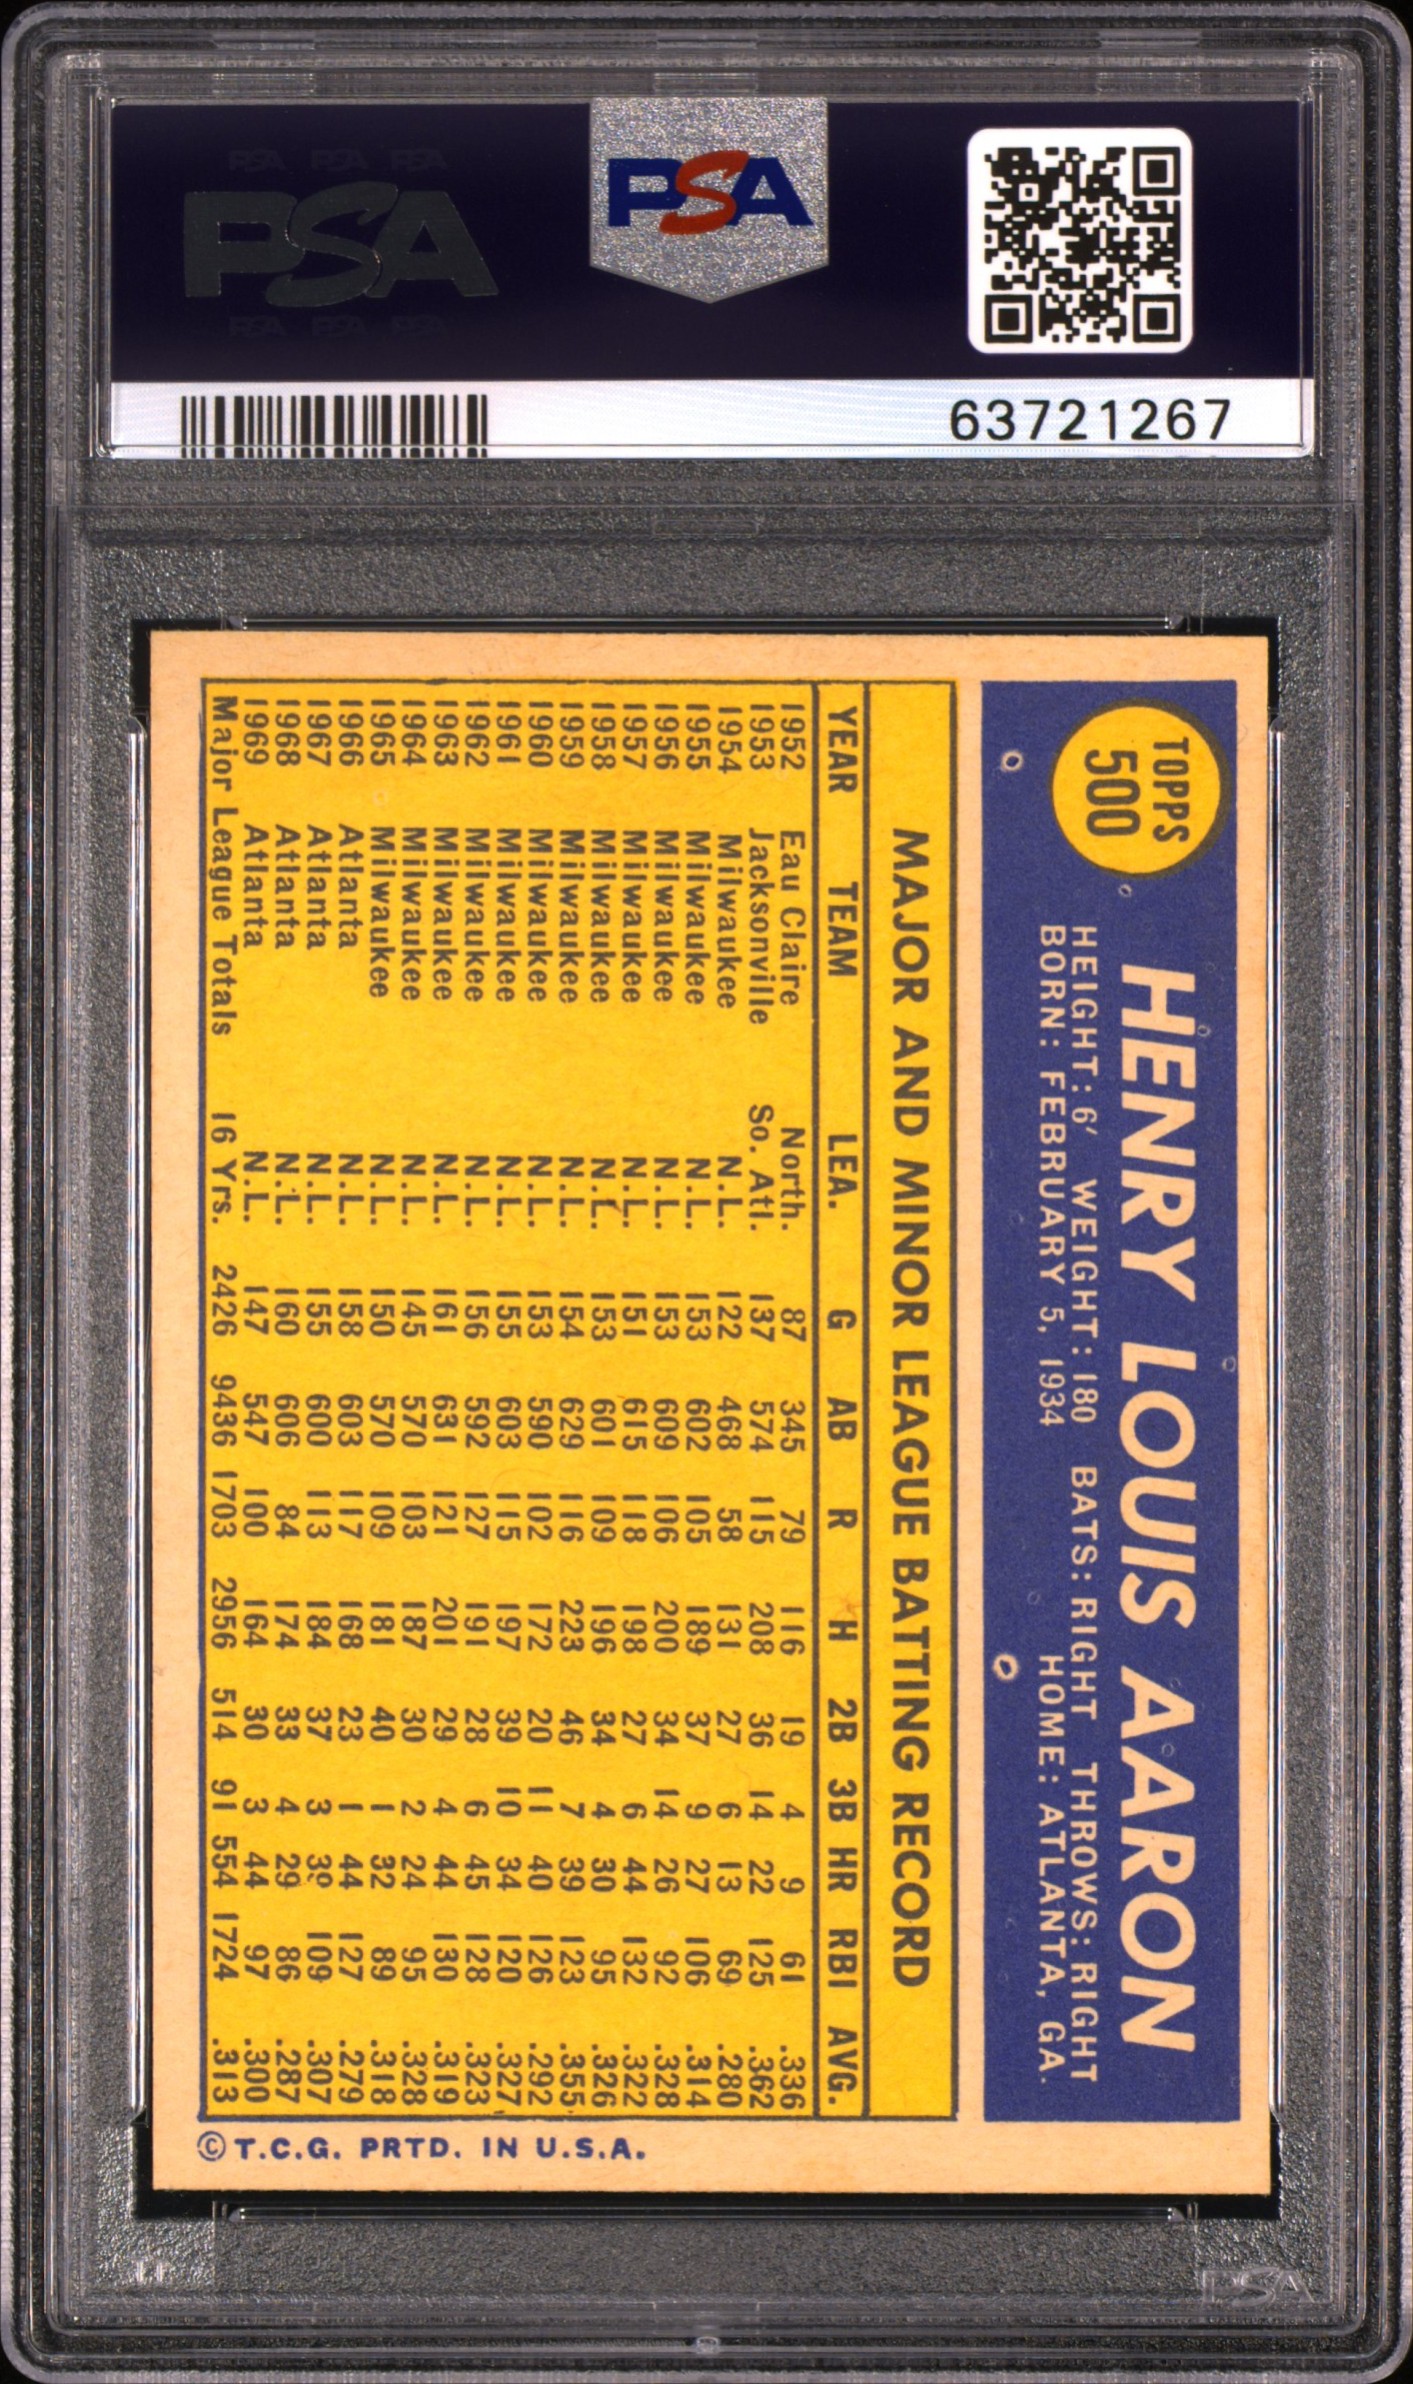 PSA PSA PSA
PSA
PSA PSA PSA
PSA
63721267
TOPPS
500
HENRY LOUIS AARON
HEIGHT: 6' WEIGHT: 180 BATS: RIGHT THROWS: RIGHT
BORN: FEBRUARY 5, 1934 HOME: ATLANTA, GA.
MAJOR AND MINOR LEAGUE BATTING RECORD
YEAR TEAM LEA. G AB R H 2B 3B HR RBI AVG.
1952 Eau Claire North. 87 345 79 116 19 4 9 61 .336
1953 Jacksonville So. Atl. 137 574 115 208 36 14 22 125 .362
1954 Milwaukee N.L. 122 468 58 131 27 6 13 69 .280
1955 Milwaukee N.L. 153 602 105 189 37 9 27 106 .314
1956 Milwaukee N.L. 153 609 106 200 34 14 26 92 .328
1957 Milwaukee N.L. 151 615 118 198 27 6 44 132 .322
1958 Milwaukee N.L. 153 601 109 196 34 4 30 95 .326
1959 Milwaukee N.L. 154 629 116 223 46 7 39 123 .355
1960 Milwaukee N.L. 153 590 102 172 20 11 40 126 .292
1961 Milwaukee N.L. 155 603 115 197 39 10 34 120 .327
1962 Milwaukee N.L. 156 592 127 191 28 6 45 128 .323
1963 Milwaukee N.L. 161 631 121 201 29 4 44 130 .319
1964 Milwaukee N.L. 145 570 103 187 30 2 24 95 .328
1965 Milwaukee N.L. 150 570 109 181 40 1 32 89 .318
1966 Atlanta N.L. 158 603 117 168 23 1 44 127 .279
1967 Atlanta N.L. 155 600 113 184 37 3 39 109 .307
1968 Atlanta N.L. 160 606 84 174 33 4 29 86 .287
1969 Atlanta N.L. 147 547 100 164 30 3 44 97 .300
Major League Totals 16 Yrs. 2426 9436 1703 2956 514 91 554 1724 .313
© T.C.G. PRTD. IN U.S.A.
PSA